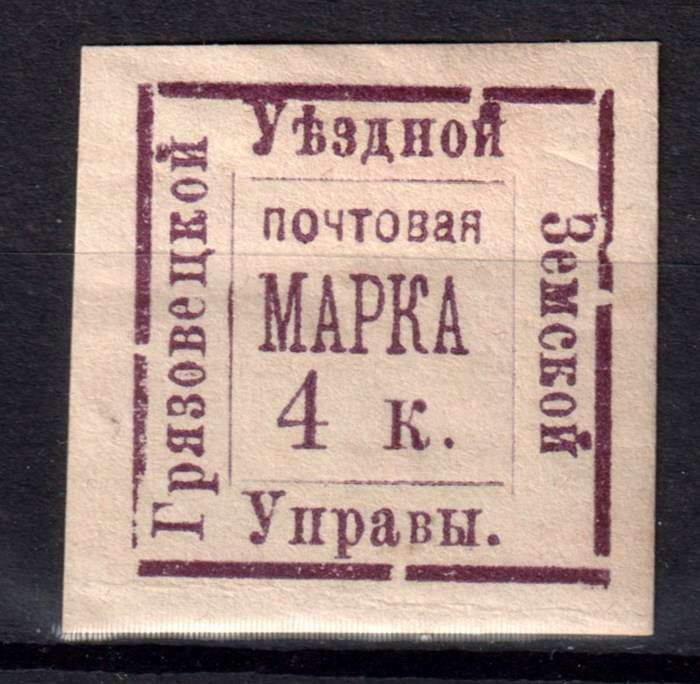 Грязовецкой
Уѣздной
Земской
Управы.
почтовая
МАРКА
4 к.